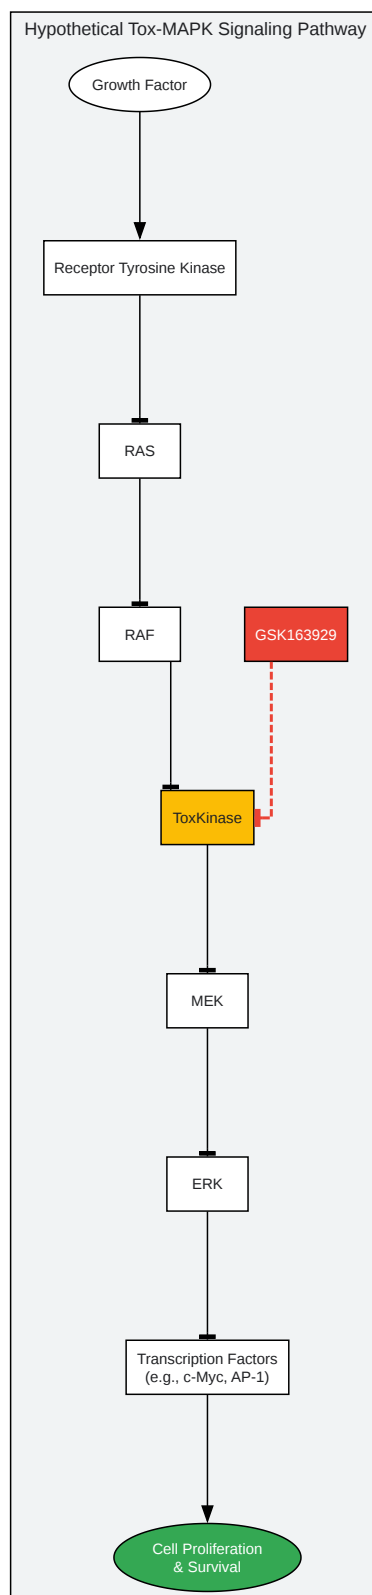 Hypothetical Tox-MAPK Signaling Pathway
Growth Factor
Receptor Tyrosine Kinase
RAS
RAF
GSK163929
ToxKinase
MEK
ERK
Transcription Factors
(e.g., c-Myc, AP-1)
Cell Proliferation
& Survival